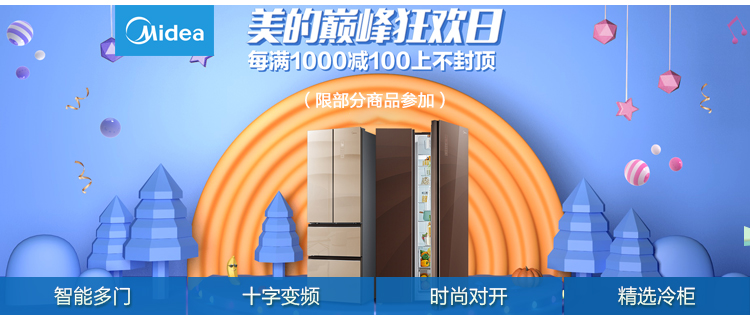 Midea
美的巅峰狂欢日
每满1000减100上不封顶
(限部分商品参加)
智能多门 十字变频 时尚对开 精选冷柜